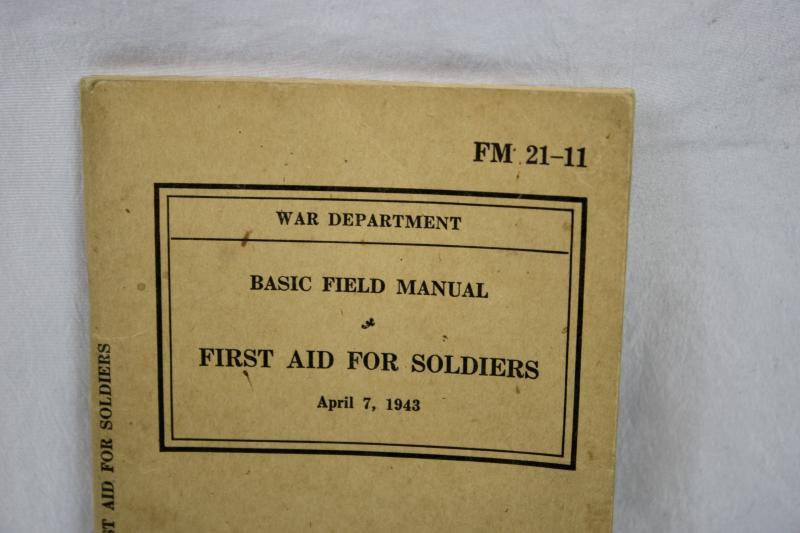 FM 21-11
WAR DEPARTMENT
BASIC FIELD MANUAL
FIRST AID FOR SOLDIERS
April 7, 1943
AID FOR SOLDIERS